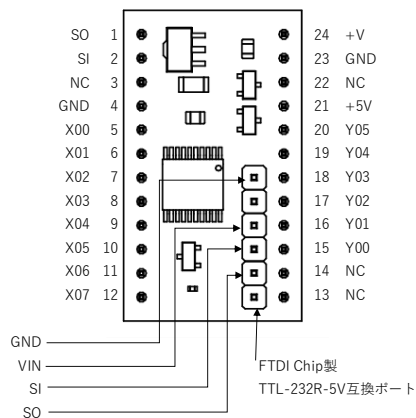 SO 1
SI 2
NC 3
GND 4
X00 5
X01 6
X02 7
X03 8
X04 9
X05 10
X06 11
X07 12
24 +V
23 GND
22 NC
21 +5V
20 Y05
19 Y04
18 Y03
17 Y02
16 Y01
15 Y00
14 NC
13 NC
GND
VIN
SI
SO
FTDI Chip製
TTL-232R-5V互換ポート